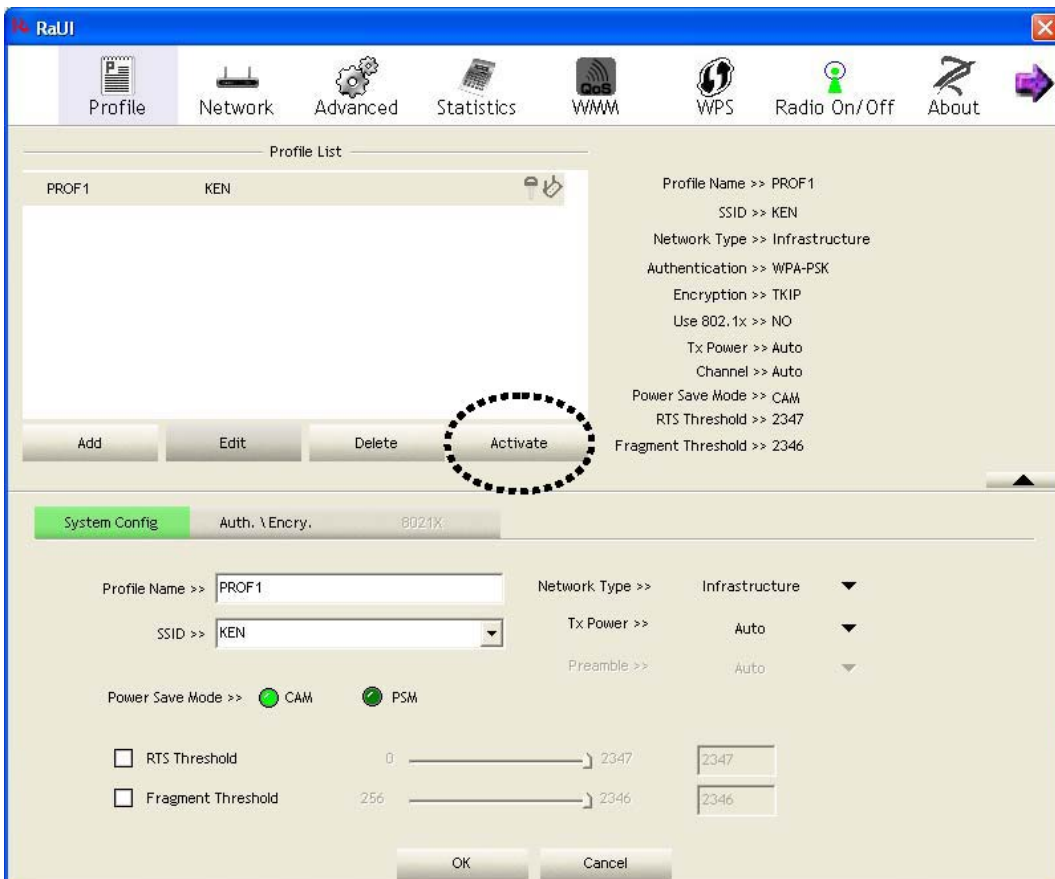 RaUI
Profile Network Advanced Statistics QoS WMM WPS Radio On/Off About
Profile List
PROF1 KEN
Add Edit Delete Activate
Profile Name >> PROF1
SSID >> KEN
Network Type >> Infrastructure
Authentication >> WPA-PSK
Encryption >> TKIP
Use 802.1x >> NO
Tx Power >> Auto
Channel >> Auto
Power Save Mode >> CAM
RTS Threshold >> 2347
Fragment Threshold >> 2346
System Config Auth. \ Encry. 8021X
Profile Name >> PROF1
Network Type >> Infrastructure
SSID >> KEN
Tx Power >> Auto
Preamble >> Auto
Power Save Mode >> CAM PSM
RTS Threshold 0 2347 2347
Fragment Threshold 256 2346 2346
OK Cancel